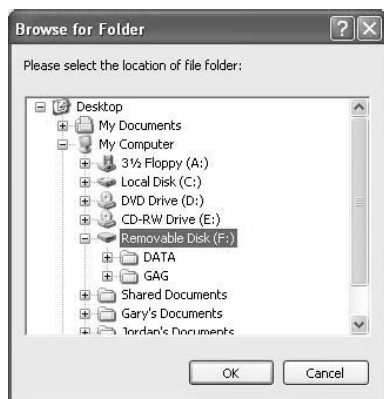 Browse for Folder
Please select the location of file folder:
Desktop
My Documents
My Computer
3½ Floppy (A:)
Local Disk (C:)
DVD Drive (D:)
CD-RW Drive (E:)
Removable Disk (F:)
DATA
GAG
Shared Documents
Gary's Documents
Jordan's Documents
OK Cancel